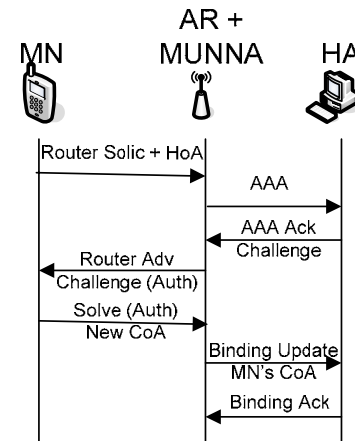 AR +
MN MUNNA HA
Router Solic + HoA
AAA
AAA Ack
Challenge
Router Adv
Challenge (Auth)
Solve (Auth)
New CoA
Binding Update
MN's CoA
Binding Ack